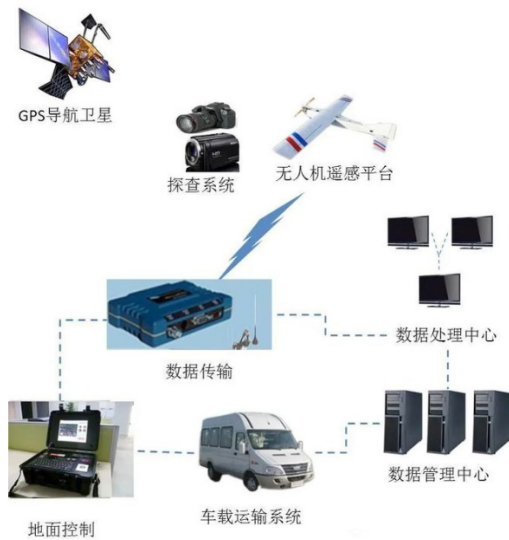 GPS导航卫星
探查系统
无人机遥感平台
数据处理中心
数据传输
数据管理中心
车载运输系统
地面控制